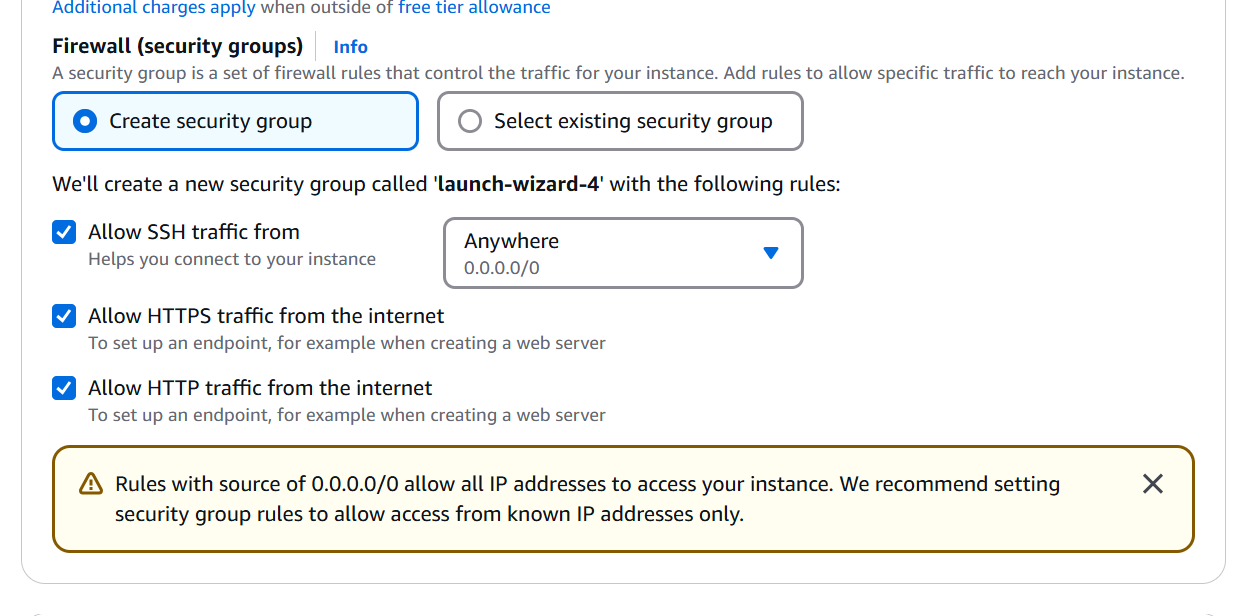 Additional charges apply when outside of free tier allowance
Firewall (security groups) Info
A security group is a set of firewall rules that control the traffic for your instance. Add rules to allow specific traffic to reach your instance.
Create security group
Select existing security group
We'll create a new security group called 'launch-wizard-4' with the following rules:
Allow SSH traffic from
Helps you connect to your instance
Anywhere
0.0.0.0/0
Allow HTTPS traffic from the internet
To set up an endpoint, for example when creating a web server
Allow HTTP traffic from the internet
To set up an endpoint, for example when creating a web server
Rules with source of 0.0.0.0/0 allow all IP addresses to access your instance. We recommend setting
security group rules to allow access from known IP addresses only.